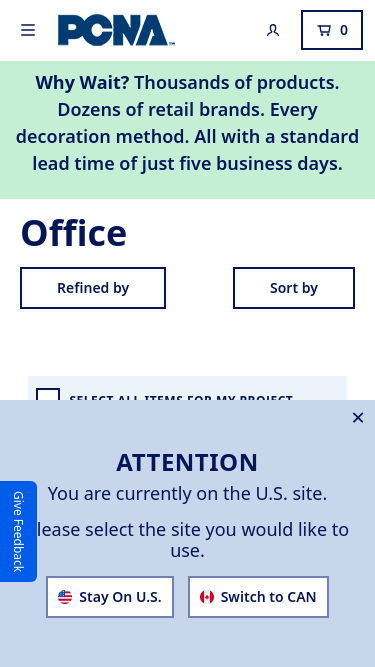 PCNA
0
Why Wait? Thousands of products.
Dozens of retail brands. Every
decoration method. All with a standard
lead time of just five business days.
Office
Refined by
Sort by
SELECT ALL ITEMS FOR MY PROJECT
ATTENTION
You are currently on the U.S. site.
lease select the site you would like to
use.
Give Feedback
Stay On U.S.
Switch to CAN